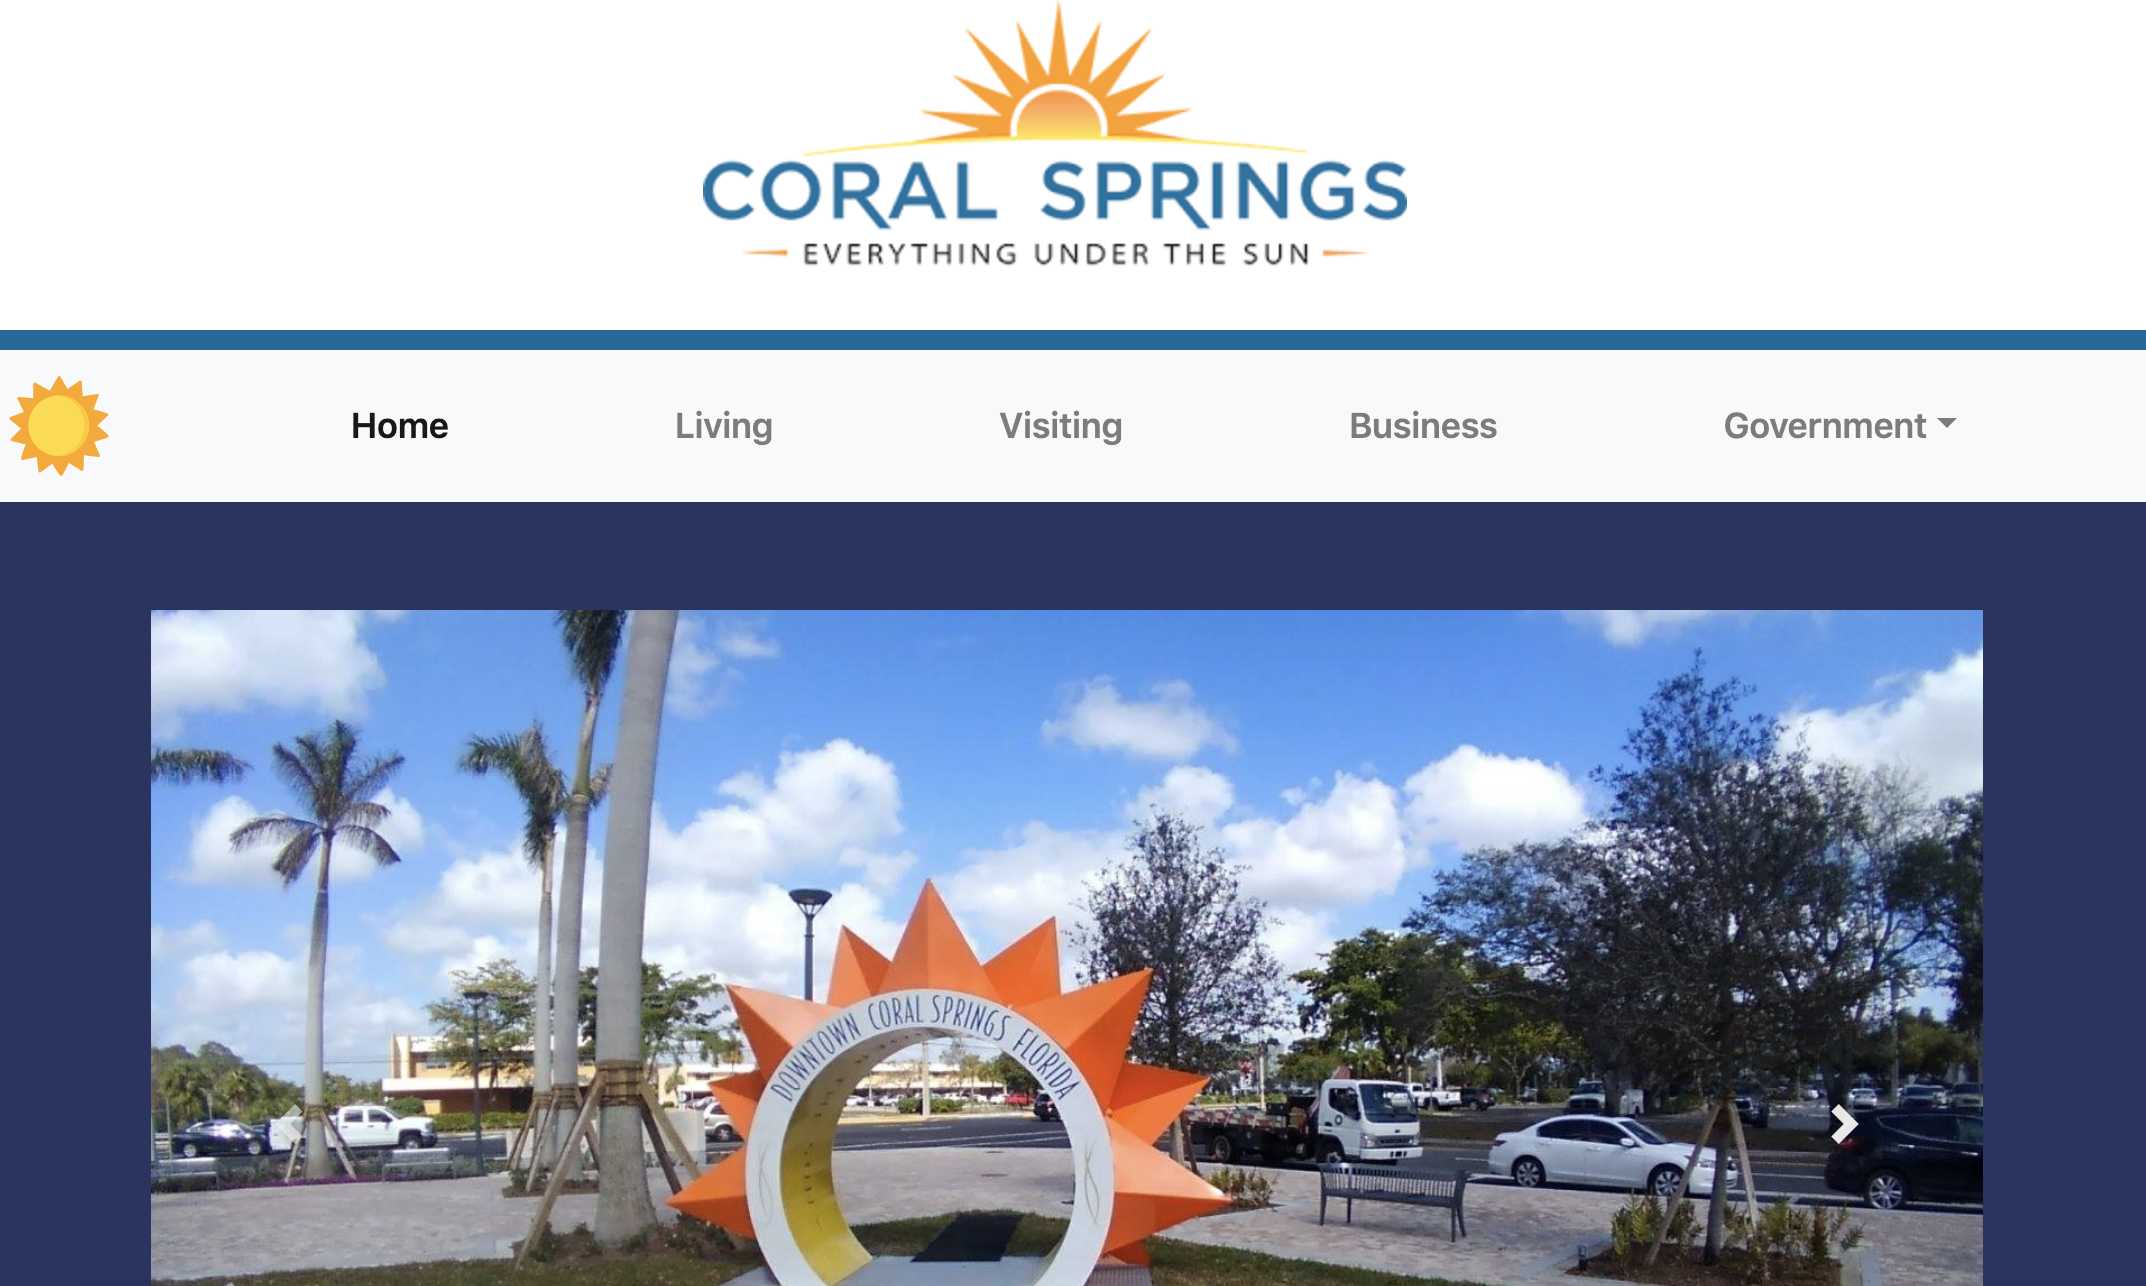 CORAL SPRINGS
EVERYTHING UNDER THE SUN
Home
Living
Visiting
Business
Government
DOWNTOWN CORAL SPRINGS FLORIDA